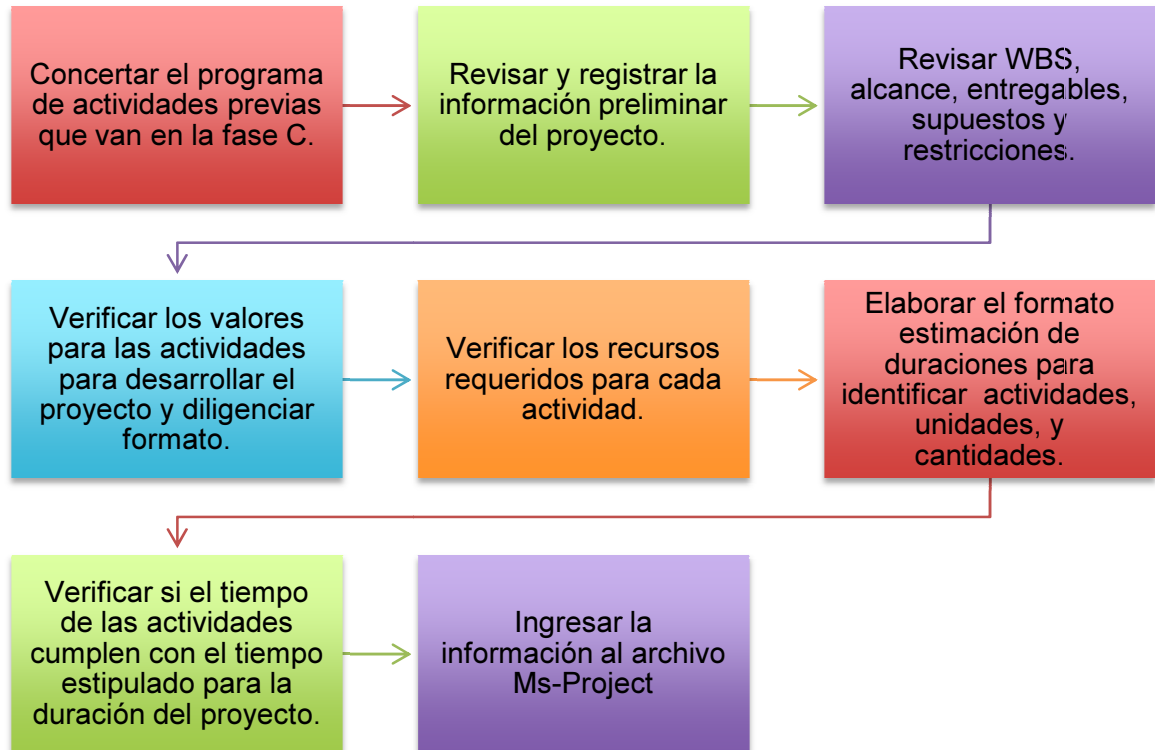 Concertar el programa
de actividades previas
que van en la fase C.
Revisar y registrar la
información preliminar
del proyecto.
Revisar WBS,
alcance, entregables,
supuestos y
restricciones.
Verificar los valores
para las actividades
para desarrollar el
proyecto y diligenciar
formato.
Verificar los recursos
requeridos para cada
actividad.
Elaborar el formato
estimación de
duraciones para
identificar actividades,
unidades, y
cantidades.
Verificar si el tiempo
de las actividades
cumplen con el tiempo
estipulado para la
duración del proyecto.
Ingresar la
información al archivo
Ms-Project